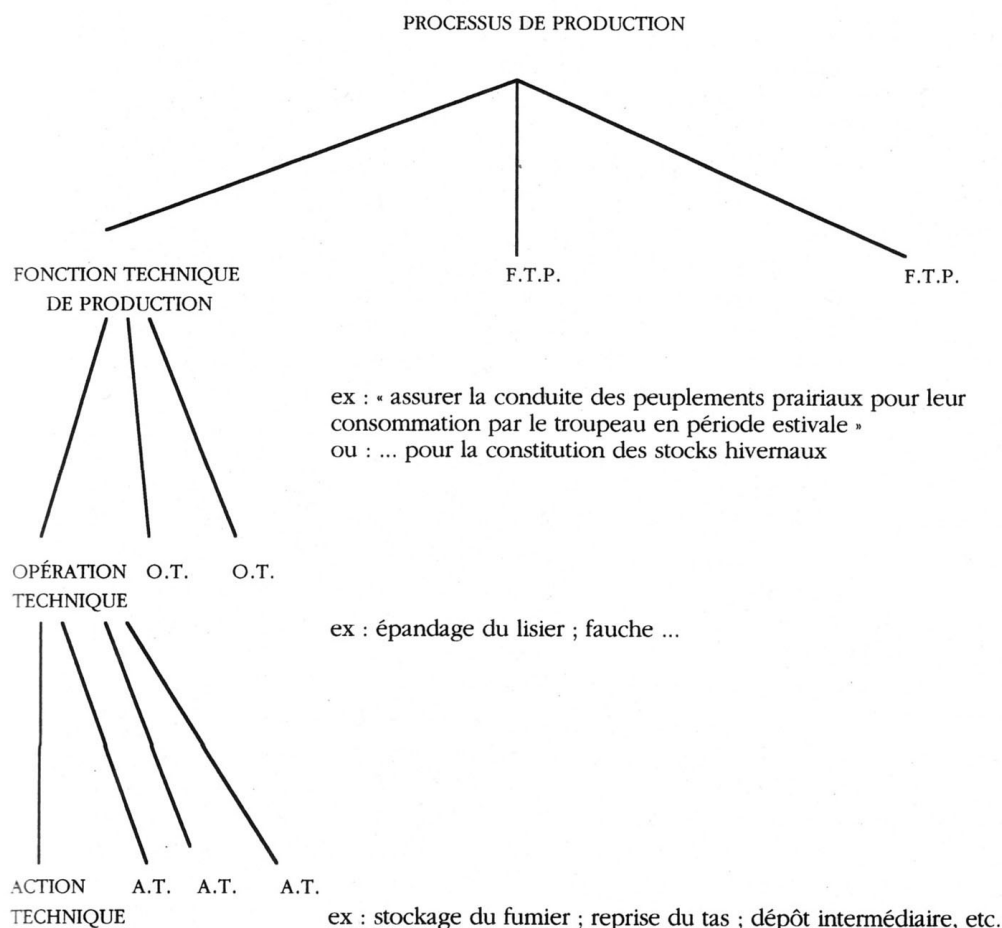 PROCESSUS DE PRODUCTION
FONCTION TECHNIQUE
DE PRODUCTION
F.T.P.
F.T.P.
ex : « assurer la conduite des peuplements prairiaux pour leur
consommation par le troupeau en période estivale »
ou : ... pour la constitution des stocks hivernaux
OPÉRATION O.T. O.T.
TECHNIQUE
ex : épandage du lisier ; fauche ...
ACTION A.T. A.T. A.T.
TECHNIQUE
ex : stockage du fumier ; reprise du tas ; dépôt intermédiaire, etc.